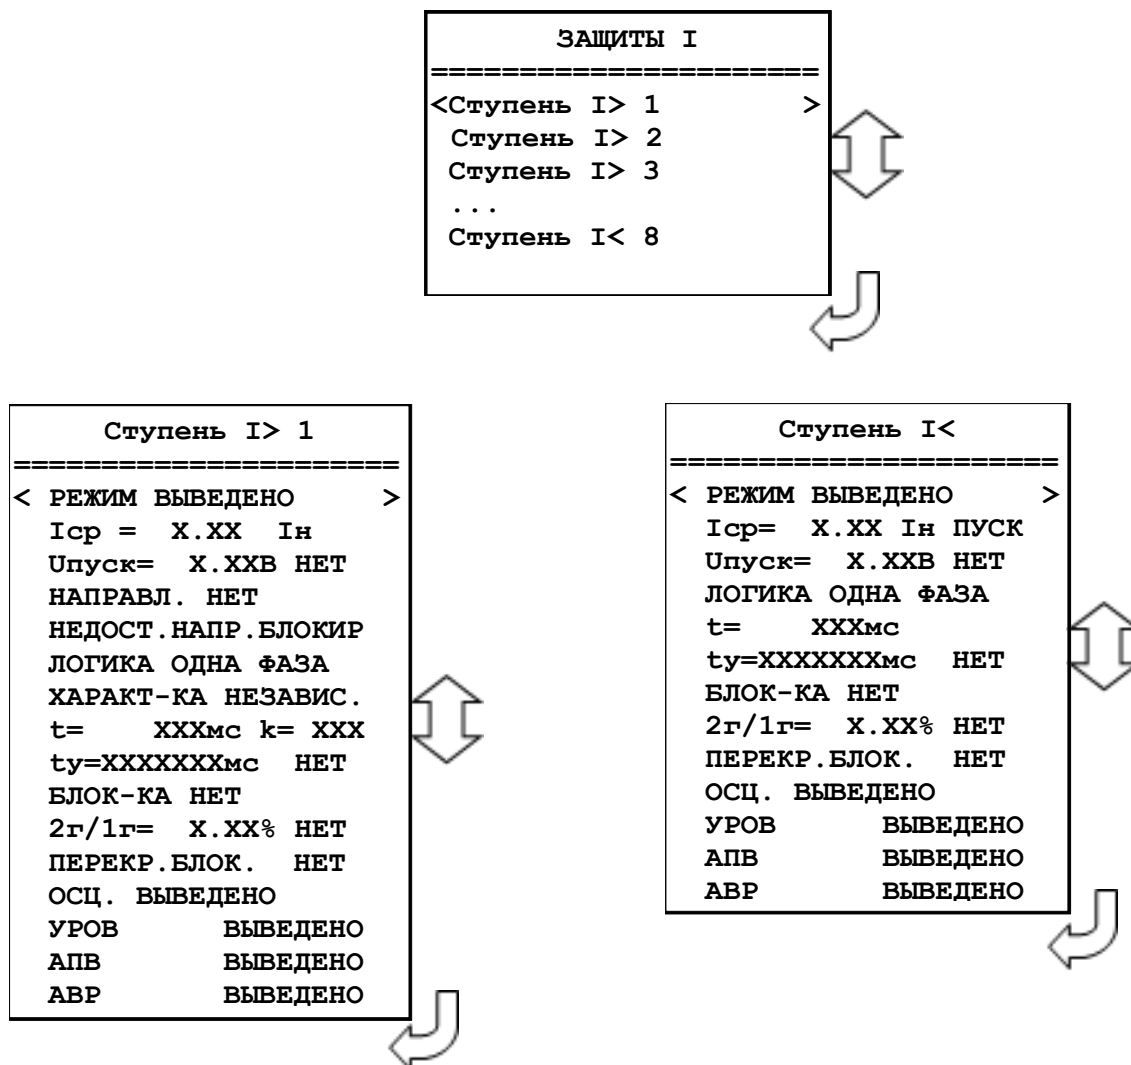 ЗАЩИТЫ I
======================
<Ступень I> 1 >
Ступень I> 2
Ступень I> 3
...
Ступень I< 8
Ступень I> 1
======================
< РЕЖИМ ВЫВЕДЕНО >
Iср = X.XX Iн
Uпуск= X.XXВ НЕТ
НАПРАВЛ. НЕТ
НЕДОСТ.НАПР.БЛОКИР
ЛОГИКА ОДНА ФАЗА
ХАРАКТ-КА НЕЗАВИС.
t= XXXмс k= XXX
tу=XXXXXXXмс НЕТ
БЛОК-КА НЕТ
2г/1г= X.XX% НЕТ
ПЕРЕКР.БЛОК. НЕТ
ОСЦ. ВЫВЕДЕНО
УРОВ ВЫВЕДЕНО
АПВ ВЫВЕДЕНО
АВР ВЫВЕДЕНО
Ступень I<
======================
< РЕЖИМ ВЫВЕДЕНО >
Iср= X.XX Iн ПУСК
Uпуск= X.XXВ НЕТ
ЛОГИКА ОДНА ФАЗА
t= XXXмс
tу=XXXXXXXмс НЕТ
БЛОК-КА НЕТ
2г/1г= X.XX% НЕТ
ПЕРЕКР.БЛОК. НЕТ
ОСЦ. ВЫВЕДЕНО
УРОВ ВЫВЕДЕНО
АПВ ВЫВЕДЕНО
АВР ВЫВЕДЕНО